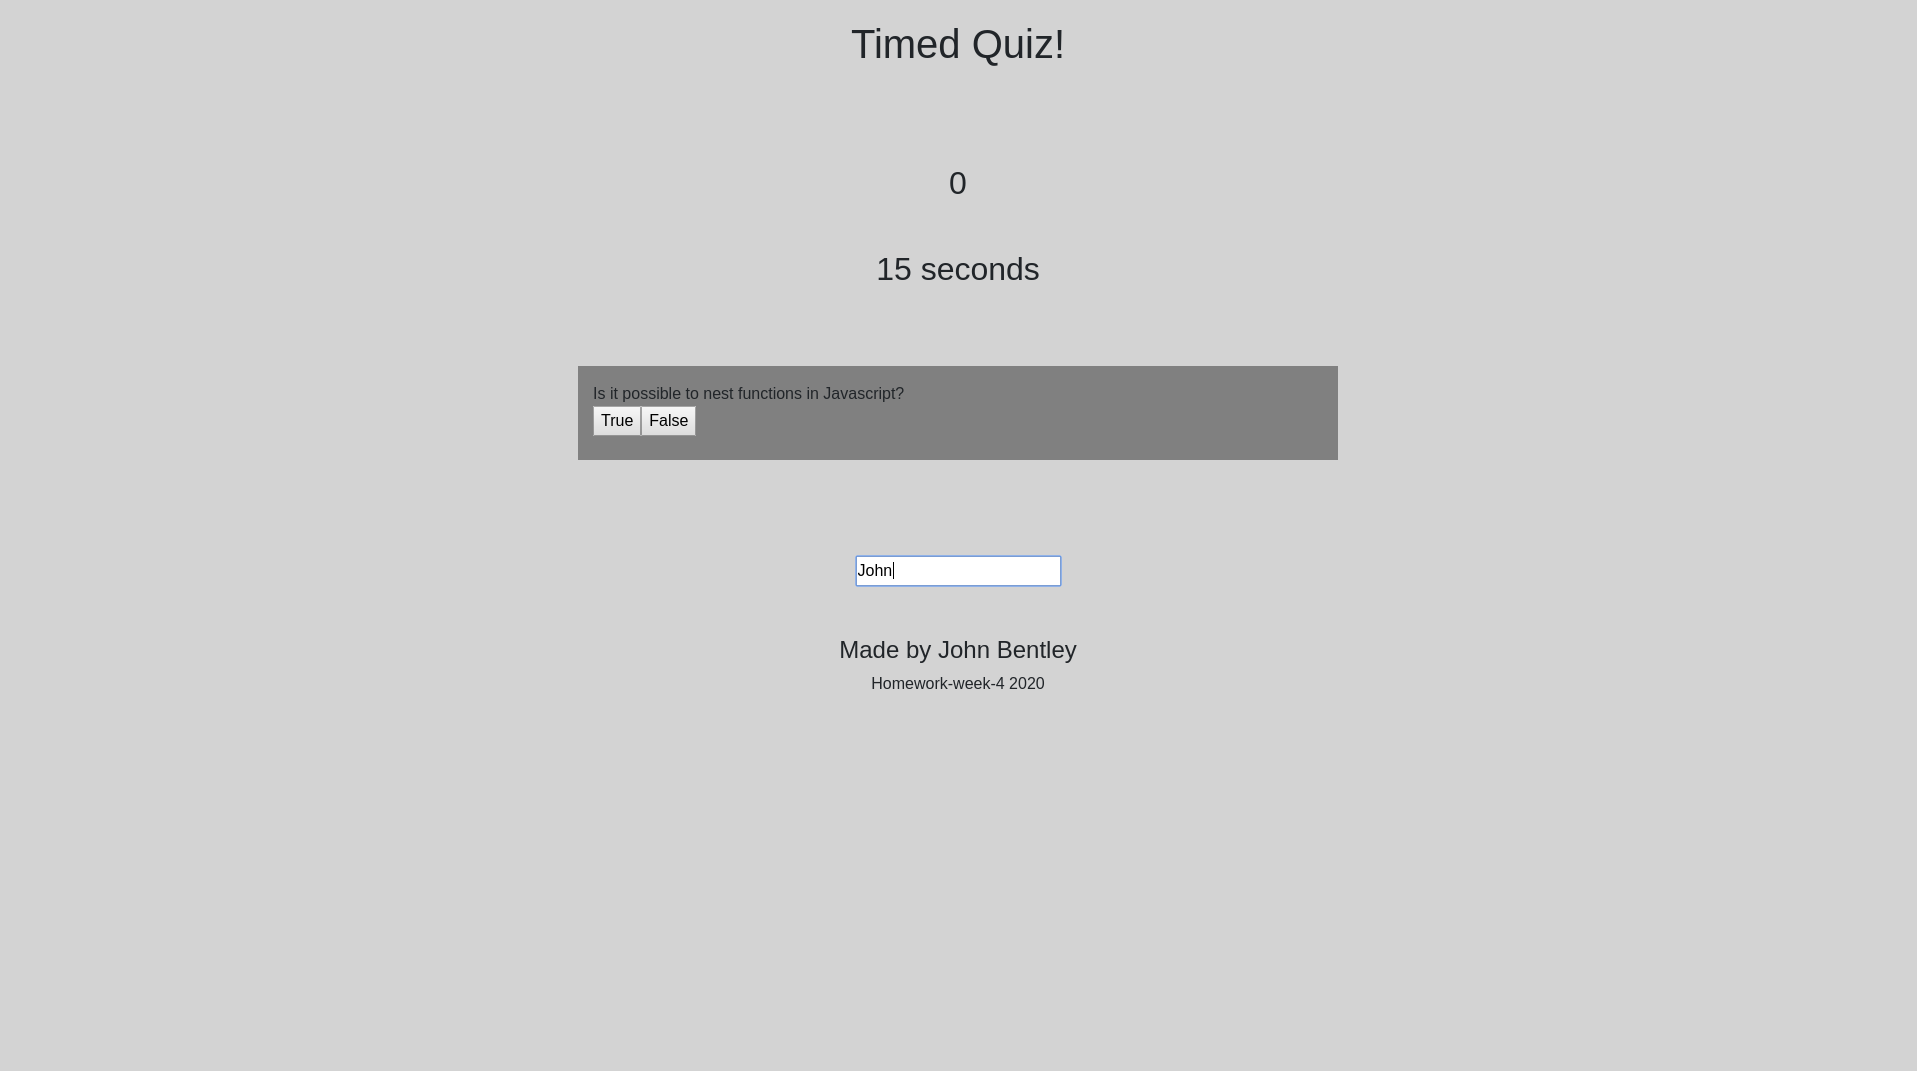 Timed Quiz!
0
15 seconds
Is it possible to nest functions in Javascript?
True False
John
Made by John Bentley
Homework-week-4 2020